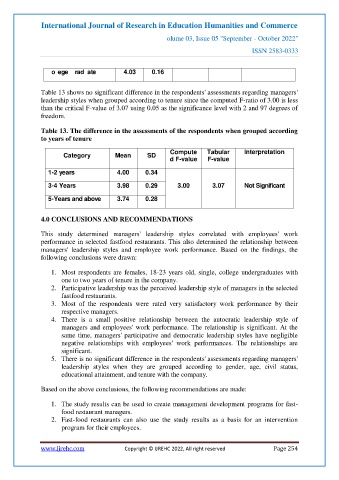 International Journal of Research in Education Humanities and Commerce
olume 03, Issue 05 "September - October 2022"
ISSN 2583-0333
o ege rad ate 4.03 0.16
Table 13 shows no significant difference in the respondents' assessments regarding managers'
leadership styles when grouped according to tenure since the computed F-ratio of 3.00 is less
than the critical F-value of 3.07 using 0.05 as the significance level with 2 and 97 degrees of
freedom.
Table 13. The difference in the assessments of the respondents when grouped according
to years of tenure
Category Mean SD Compute d F-value Tabular F-value Interpretation
1-2 years 4.00 0.34
3-4 Years 3.98 0.29 3.00 3.07 Not Significant
5-Years and above 3.74 0.28
4.0 CONCLUSIONS AND RECOMMENDATIONS
This study determined managers' leadership styles correlated with employees' work
performance in selected fastfood restaurants. This also determined the relationship between
managers' leadership styles and employee work performance. Based on the findings, the
following conclusions were drawn:
1. Most respondents are females, 18-23 years old, single, college undergraduates with
one to two years of tenure in the company.
2. Participative leadership was the perceived leadership style of managers in the selected
fastfood restaurants.
3. Most of the respondents were rated very satisfactory work performance by their
respective managers.
4. There is a small positive relationship between the autocratic leadership style of
managers and employees' work performance. The relationship is significant. At the
same time, managers' participative and democratic leadership styles have negligible
negative relationships with employees' work performances. The relationships are
significant.
5. There is no significant difference in the respondents' assessments regarding managers'
leadership styles when they are grouped according to gender, age, civil status,
educational attainment, and tenure with the company.
Based on the above conclusions, the following recommendations are made:
1. The study results can be used to create management development programs for fast-
food restaurant managers.
2. Fast-food restaurants can also use the study results as a basis for an intervention
program for their employees.
www.ijrehc.com Copyright © IJREHC 2022, All right reserved Page 254